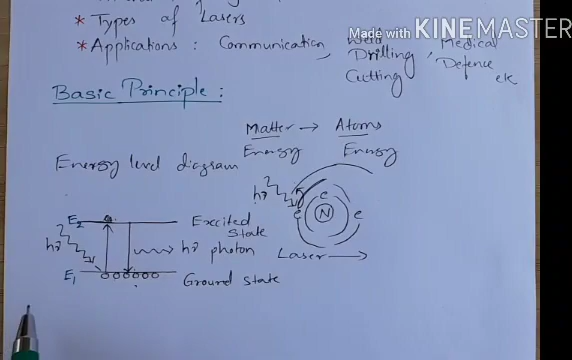 * Types of Lasers
Made with KINEMASTER
* Applications : Communication, Weld Medical
Drilling, Defence
Cutting etc
Basic Principle :
Matter → Atoms
Energy Energy
Energy level diagram
hν
e
e N e
E₂ Excited
State
hν hν photon Laser →
E₁ Ground state